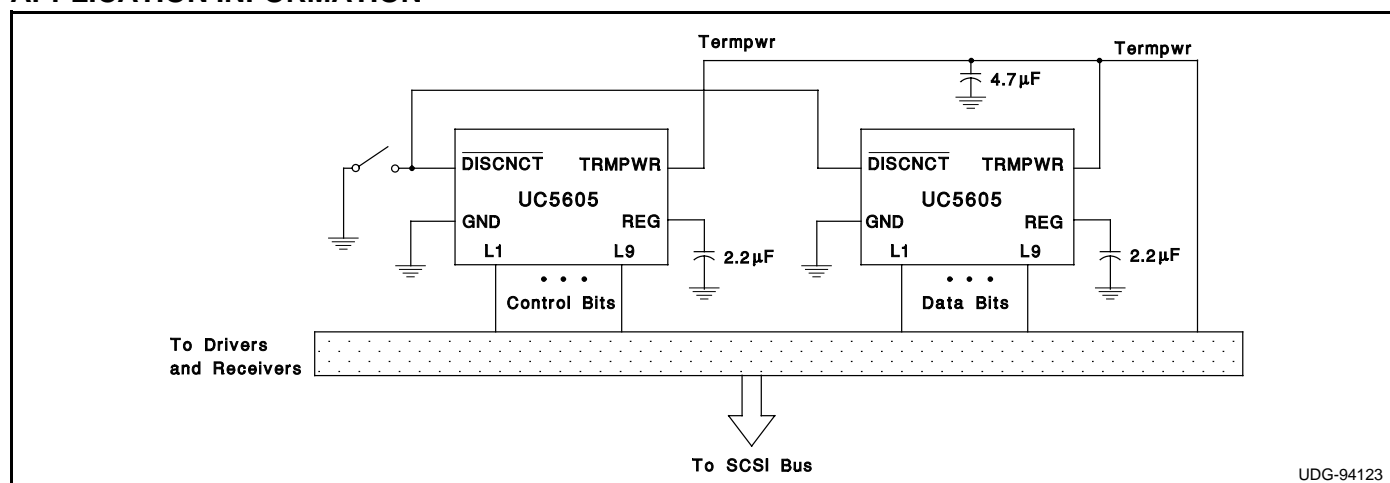 APPLICATION INFORMATION
Termpwr
Termpwr
4.7µF
DISCNCT TRMPWR
UC5605
GND
REG
L1 L9
2.2µF
Control Bits
DISCNCT TRMPWR
UC5605
GND
REG
L1 L9
2.2µF
Data Bits
To Drivers
and Receivers
To SCSI Bus
UDG-94123